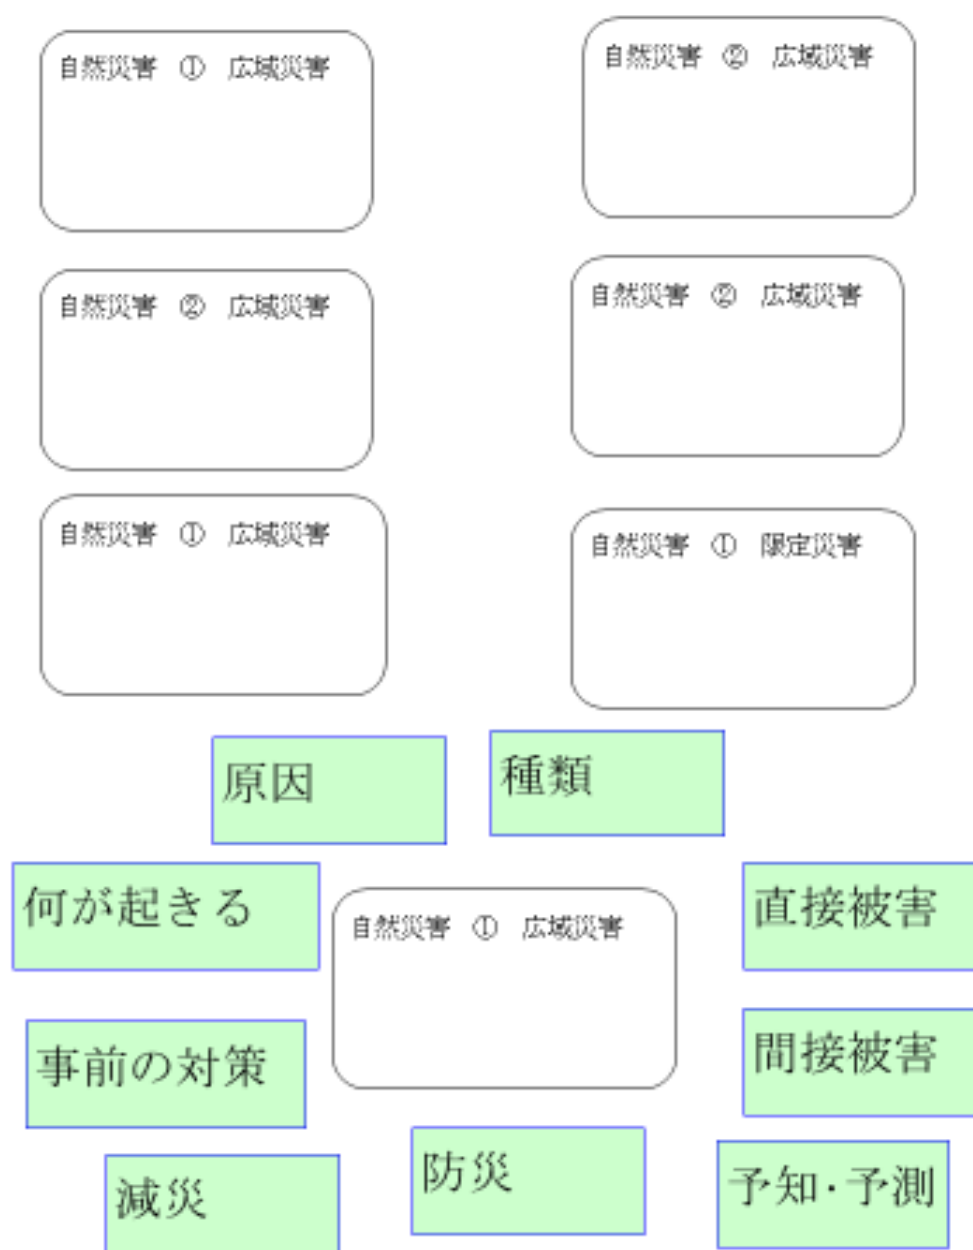 自然災害 ① 広域災害
自然災害 ② 広域災害
自然災害 ② 広域災害
自然災害 ② 広域災害
自然災害 ① 広域災害
自然災害 ① 限定災害
原因
種類
何が起きる
自然災害 ① 広域災害
直接被害
事前の対策
間接被害
減災
防災
予知・予測